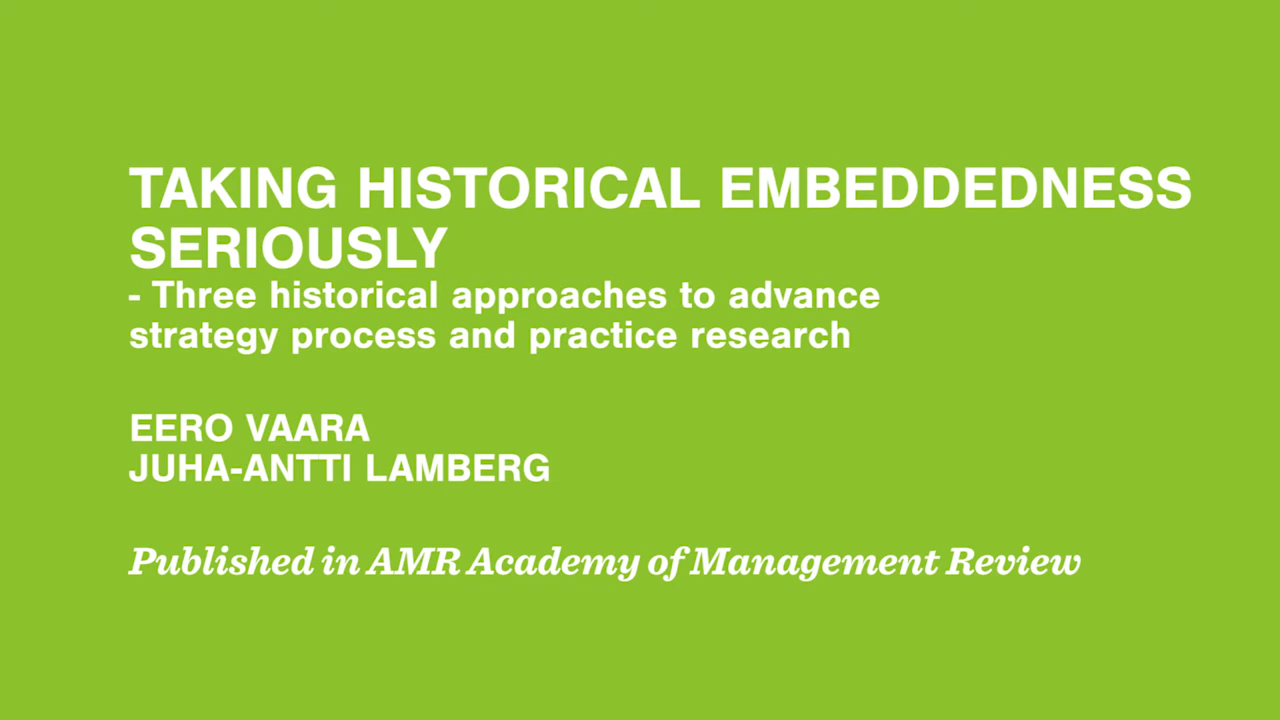 TAKING HISTORICAL EMBEDDEDNESS
SERIOUSLY
- Three historical approaches to advance
strategy process and practice research
EERO VAARA
JUHA-ANTTI LAMBERG
Published in AMR Academy of Management Review